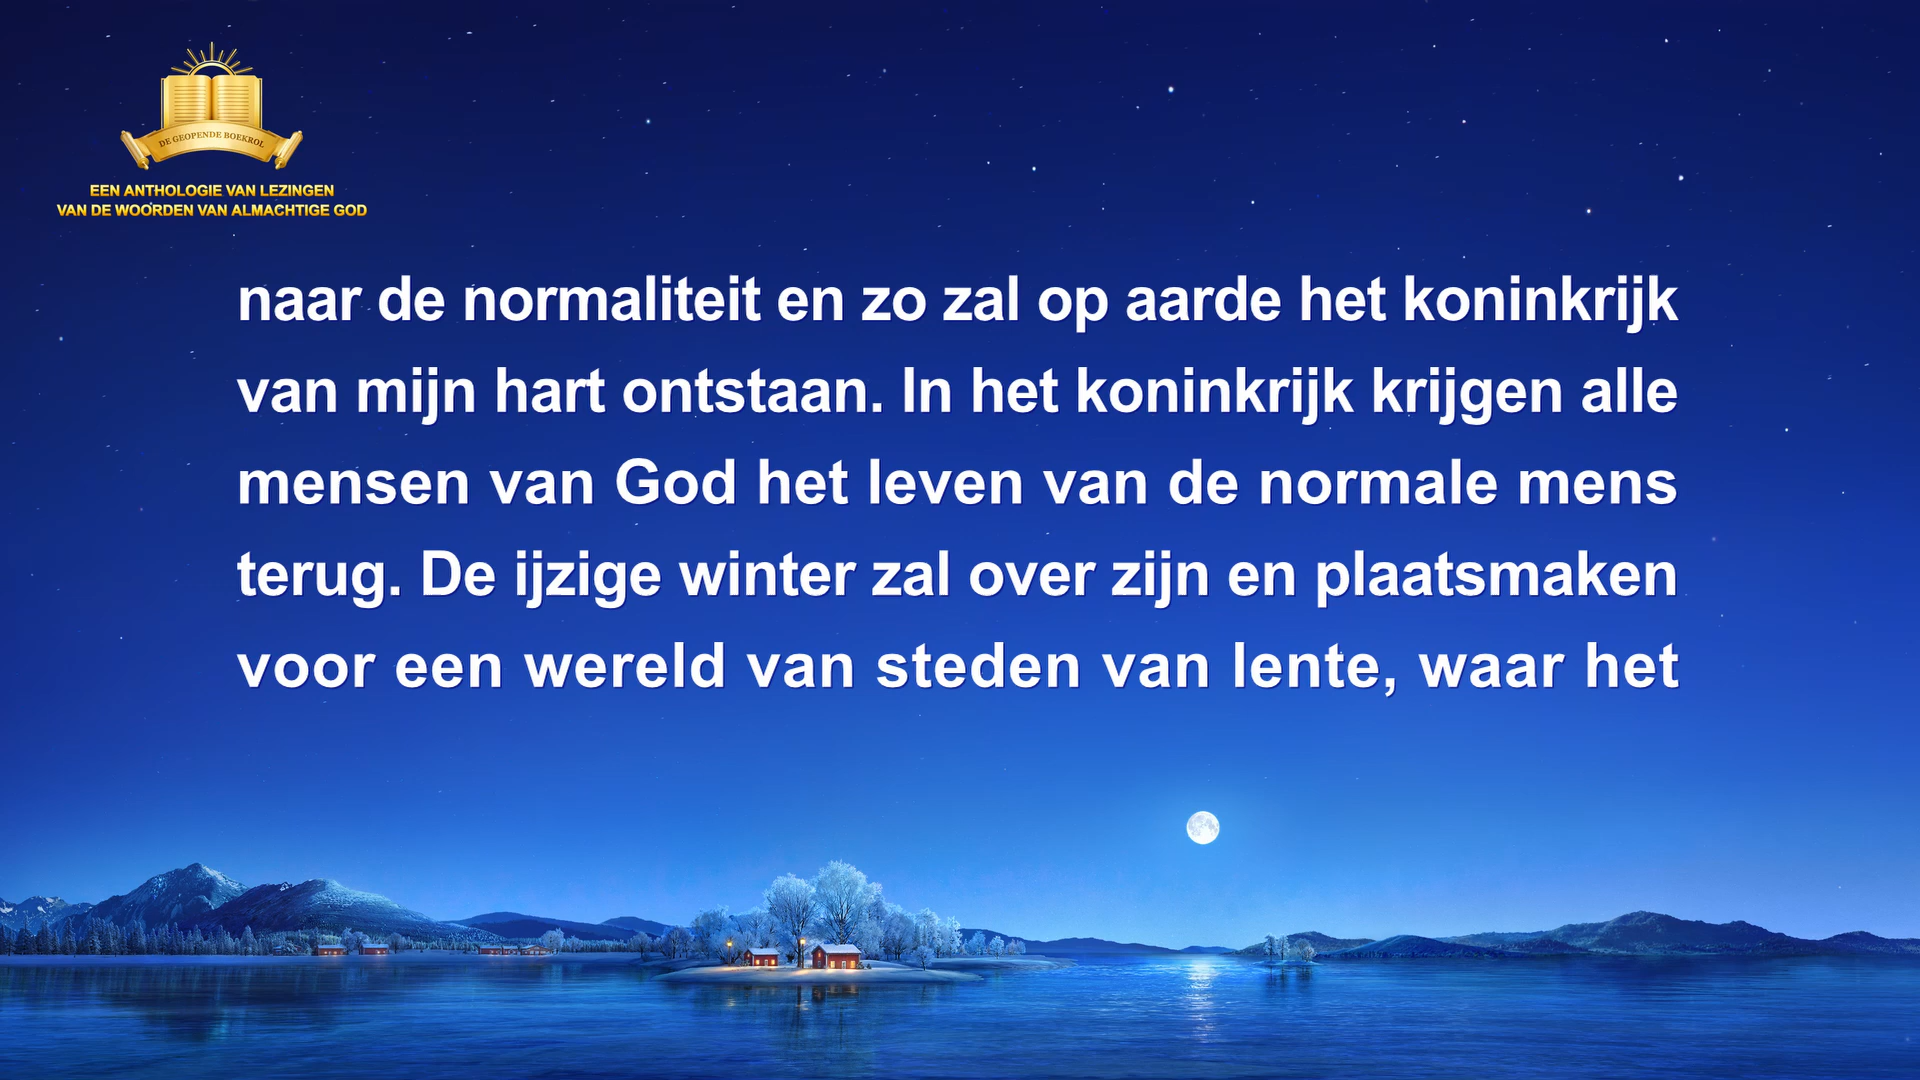 DE GEOPENDE BOEKROL
EEN ANTHOLOGIE VAN LEZINGEN
VAN DE WOORDEN VAN ALMACHTIGE GOD
naar de normaliteit en zo zal op aarde het koninkrijk
van mijn hart ontstaan. In het koninkrijk krijgen alle
mensen van God het leven van de normale mens
terug. De ijzige winter zal over zijn en plaatsmaken
voor een wereld van steden van lente, waar het